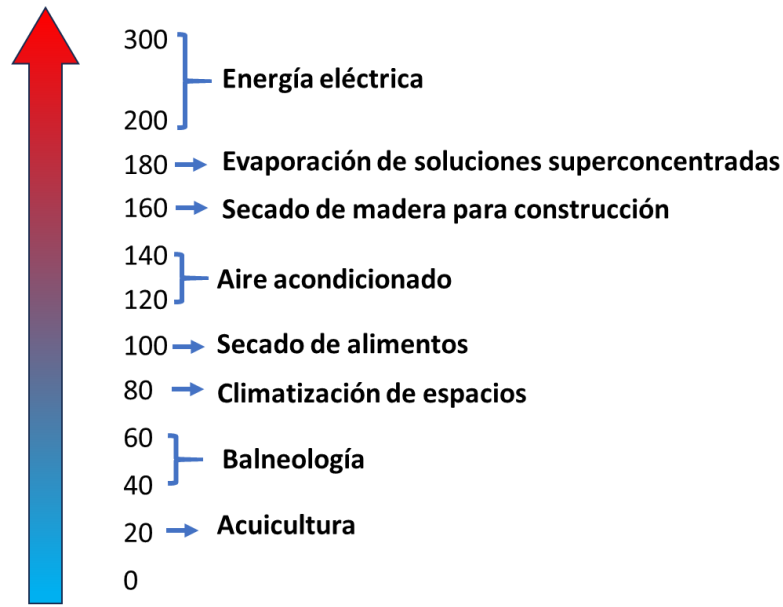 300
Energía eléctrica
200
180 Evaporación de soluciones superconcentradas
160 Secado de madera para construcción
140
Aire acondicionado
120
100 Secado de alimentos
80 Climatización de espacios
60
Balneología
40
20 Acuicultura
0